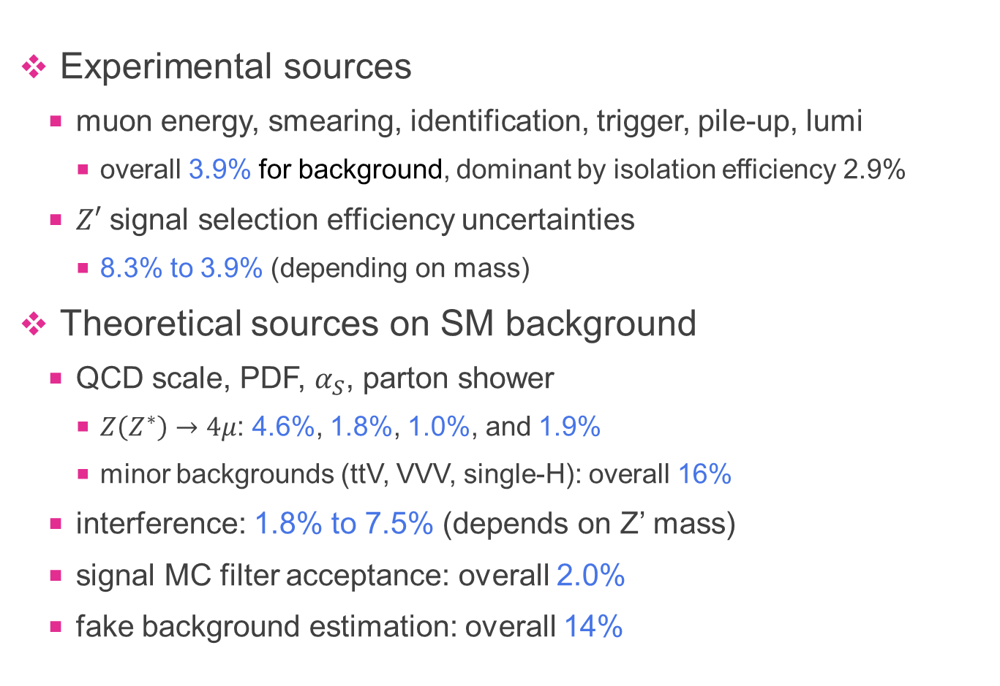 ❖ Experimental sources
▪ muon energy, smearing, identification, trigger, pile-up, lumi
▪ overall 3.9% for background, dominant by isolation efficiency 2.9%
▪ Z′ signal selection efficiency uncertainties
▪ 8.3% to 3.9% (depending on mass)
❖ Theoretical sources on SM background
▪ QCD scale, PDF, α_S, parton shower
▪ Z(Z*) → 4μ: 4.6%, 1.8%, 1.0%, and 1.9%
▪ minor backgrounds (ttV, VVV, single-H): overall 16%
▪ interference: 1.8% to 7.5% (depends on Z’ mass)
▪ signal MC filter acceptance: overall 2.0%
▪ fake background estimation: overall 14%